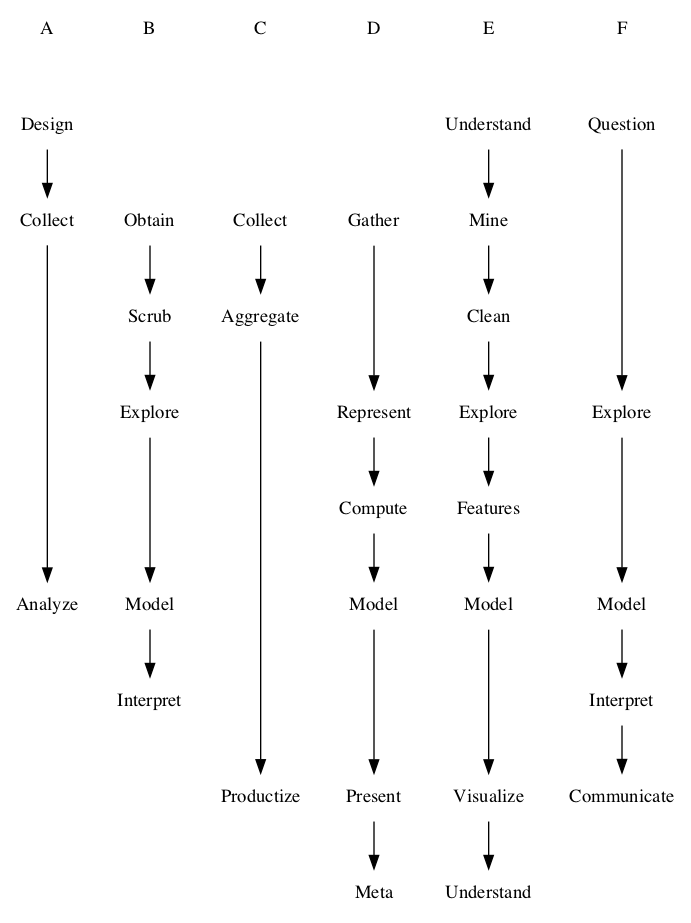 A B C D E F
Design Understand Question
Collect Obtain Collect Gather Mine
Scrub Aggregate Clean
Explore Represent Explore Explore
Compute Features
Analyze Model Model Model Model
Interpret Interpret
Productize Present Visualize Communicate
Meta Understand